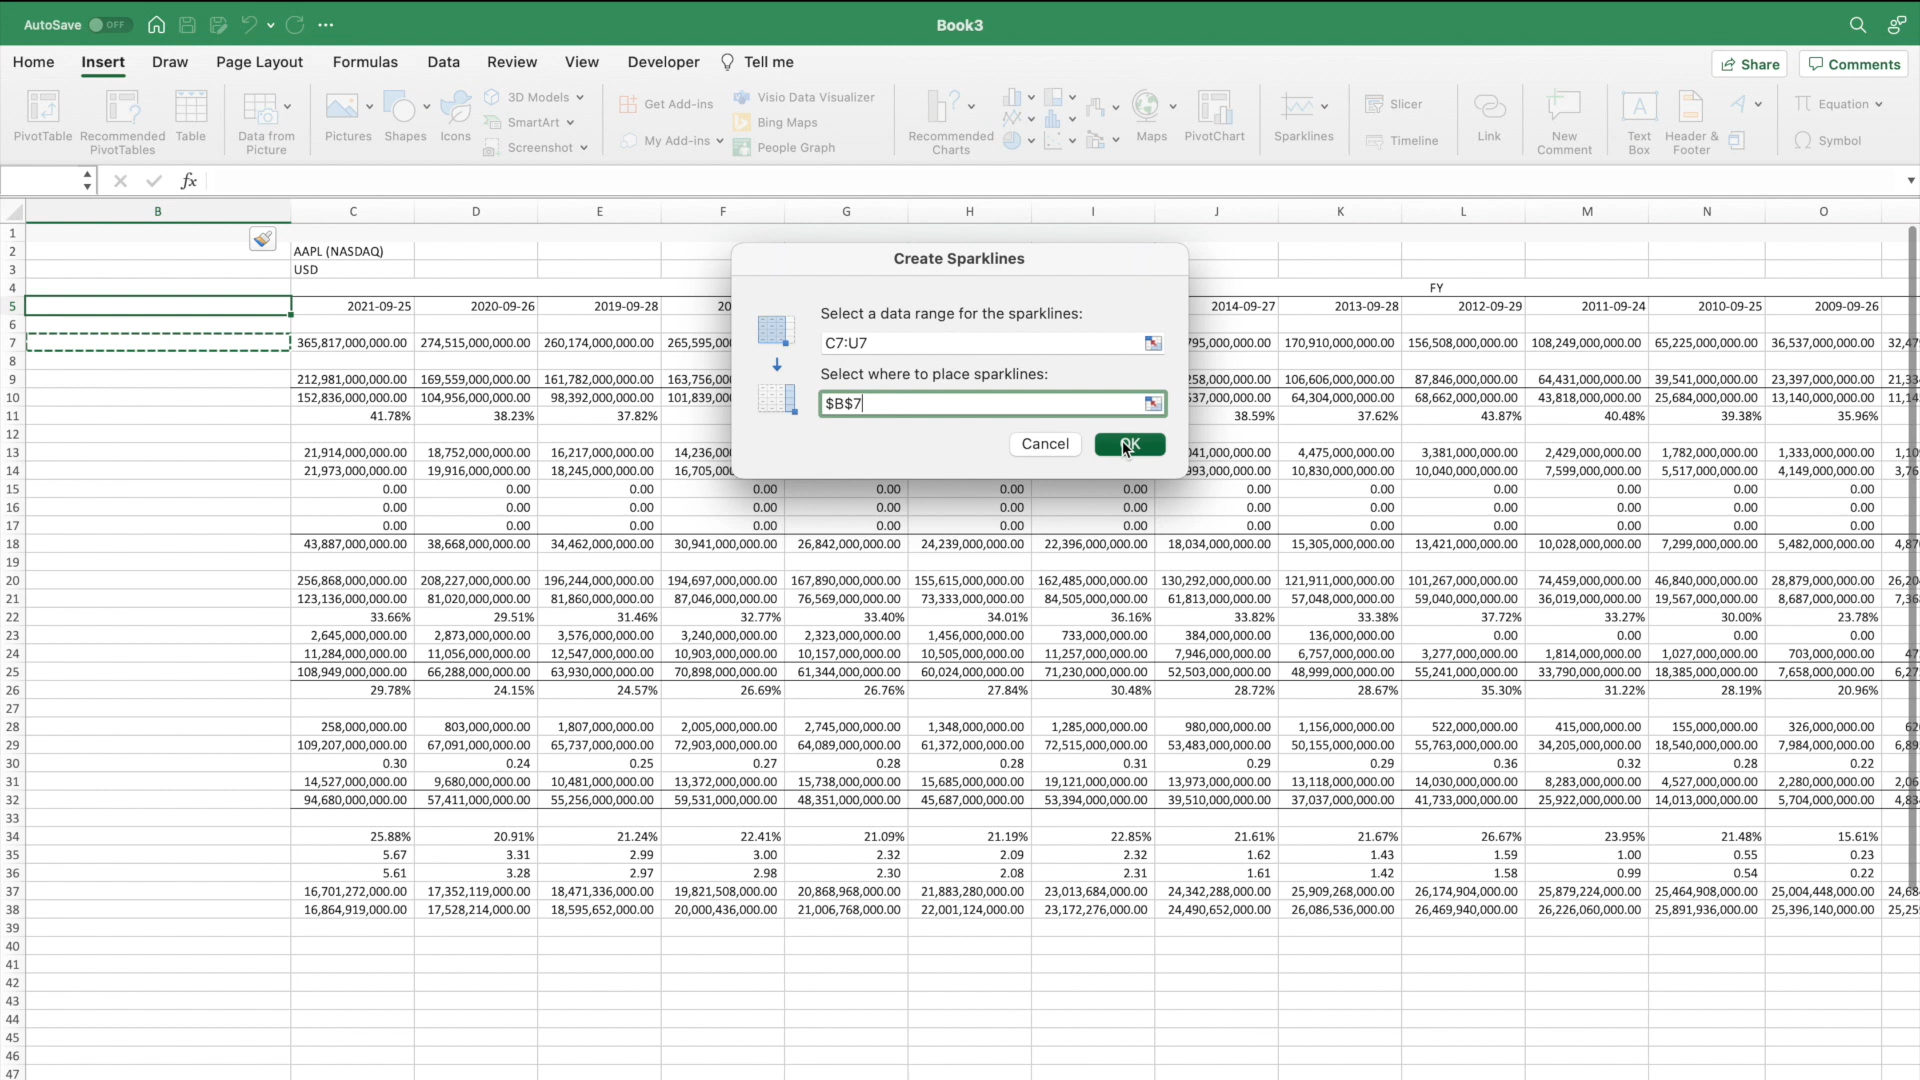 AutoSave OFF
Book3
Home Insert Draw Page Layout Formulas Data Review View Developer Tell me Share Comments
PivotTable Recommended PivotTables Table Data from Picture Pictures Shapes Icons
3D Models
SmartArt
Screenshot
Get Add-ins
My Add-ins
Visio Data Visualizer
Bing Maps
People Graph
Recommended Charts Maps PivotChart Sparklines
Slicer
Timeline
Link New Comment Text Box Header & Footer
Equation
Symbol
fx
B C D E F G H I J K L M N O
1
2 AAPL (NASDAQ)
3 USD
4 FY
5 2021-09-25 2020-09-26 2019-09-28 2014-09-27 2013-09-28 2012-09-29 2011-09-24 2010-09-25 2009-09-26
6
7 365,817,000,000.00 274,515,000,000.00 260,174,000,000.00 170,910,000,000.00 156,508,000,000.00 108,249,000,000.00 65,225,000,000.00 36,537,000,000.00
8
9 212,981,000,000.00 169,559,000,000.00 161,782,000,000.00 106,606,000,000.00 87,846,000,000.00 64,431,000,000.00 39,541,000,000.00 23,397,000,000.00
10 152,836,000,000.00 104,956,000,000.00 98,392,000,000.00 64,304,000,000.00 68,662,000,000.00 43,818,000,000.00 25,684,000,000.00 13,140,000,000.00
11 41.78% 38.23% 37.82% 38.59% 37.62% 43.87% 40.48% 39.38% 35.96%
12
13 21,914,000,000.00 18,752,000,000.00 16,217,000,000.00 4,475,000,000.00 3,381,000,000.00 2,429,000,000.00 1,782,000,000.00 1,333,000,000.00
14 21,973,000,000.00 19,916,000,000.00 18,245,000,000.00 10,830,000,000.00 10,040,000,000.00 7,599,000,000.00 5,517,000,000.00 4,149,000,000.00
Create Sparklines
Select a data range for the sparklines:
C7:U7
Select where to place sparklines:
$B$7
Cancel OK
15 0.00 0.00 0.00 0.00 0.00 0.00 0.00 0.00 0.00 0.00 0.00 0.00 0.00
16 0.00 0.00 0.00 0.00 0.00 0.00 0.00 0.00 0.00 0.00 0.00 0.00 0.00
17 0.00 0.00 0.00 0.00 0.00 0.00 0.00 0.00 0.00 0.00 0.00 0.00 0.00
18 43,887,000,000.00 38,668,000,000.00 34,462,000,000.00 30,941,000,000.00 26,842,000,000.00 24,239,000,000.00 22,396,000,000.00 18,034,000,000.00 15,305,000,000.00 13,421,000,000.00 10,028,000,000.00 7,299,000,000.00 5,482,000,000.00
19
20 256,868,000,000.00 208,227,000,000.00 196,244,000,000.00 194,697,000,000.00 167,890,000,000.00 155,615,000,000.00 162,485,000,000.00 130,292,000,000.00 121,911,000,000.00 101,267,000,000.00 74,459,000,000.00 46,840,000,000.00 28,879,000,000.00
21 123,136,000,000.00 81,020,000,000.00 81,860,000,000.00 87,046,000,000.00 76,569,000,000.00 73,333,000,000.00 84,505,000,000.00 61,813,000,000.00 57,048,000,000.00 59,040,000,000.00 36,019,000,000.00 19,567,000,000.00 8,687,000,000.00
22 33.66% 29.51% 31.46% 32.77% 33.40% 34.01% 36.16% 33.82% 33.38% 37.72% 33.27% 30.00% 23.78%
23 2,645,000,000.00 2,873,000,000.00 3,576,000,000.00 3,240,000,000.00 2,323,000,000.00 1,456,000,000.00 733,000,000.00 384,000,000.00 136,000,000.00 0.00 0.00 0.00 0.00
24 11,284,000,000.00 11,056,000,000.00 12,547,000,000.00 10,903,000,000.00 10,157,000,000.00 10,505,000,000.00 11,257,000,000.00 7,946,000,000.00 6,757,000,000.00 3,277,000,000.00 1,814,000,000.00 1,027,000,000.00 703,000,000.00
25 108,949,000,000.00 66,288,000,000.00 63,930,000,000.00 70,898,000,000.00 61,344,000,000.00 60,024,000,000.00 71,230,000,000.00 52,503,000,000.00 48,999,000,000.00 55,241,000,000.00 33,790,000,000.00 18,385,000,000.00 7,658,000,000.00
26 29.78% 24.15% 24.57% 26.69% 26.76% 27.84% 30.48% 28.72% 28.67% 35.30% 31.22% 28.19% 20.96%
27
28 258,000,000.00 803,000,000.00 1,807,000,000.00 2,005,000,000.00 2,745,000,000.00 1,348,000,000.00 1,285,000,000.00 980,000,000.00 1,156,000,000.00 522,000,000.00 415,000,000.00 155,000,000.00 326,000,000.00
29 109,207,000,000.00 67,091,000,000.00 65,737,000,000.00 72,903,000,000.00 64,089,000,000.00 61,372,000,000.00 72,515,000,000.00 53,483,000,000.00 50,155,000,000.00 55,763,000,000.00 34,205,000,000.00 18,540,000,000.00 7,984,000,000.00
30 0.30 0.24 0.25 0.27 0.28 0.28 0.31 0.29 0.29 0.36 0.32 0.28 0.22
31 14,527,000,000.00 9,680,000,000.00 10,481,000,000.00 13,372,000,000.00 15,738,000,000.00 15,685,000,000.00 19,121,000,000.00 13,973,000,000.00 13,118,000,000.00 14,030,000,000.00 8,283,000,000.00 4,527,000,000.00 2,280,000,000.00
32 94,680,000,000.00 57,411,000,000.00 55,256,000,000.00 59,531,000,000.00 48,351,000,000.00 45,687,000,000.00 53,394,000,000.00 39,510,000,000.00 37,037,000,000.00 41,733,000,000.00 25,922,000,000.00 14,013,000,000.00 5,704,000,000.00
33
34 25.88% 20.91% 21.24% 22.41% 21.09% 21.19% 22.85% 21.61% 21.67% 26.67% 23.95% 21.48% 15.61%
35 5.67 3.31 2.99 3.00 2.32 2.09 2.32 1.62 1.43 1.59 1.00 0.55 0.23
36 5.61 3.28 2.97 2.98 2.30 2.08 2.31 1.61 1.42 1.58 0.99 0.54 0.22
37 16,701,272,000.00 17,352,119,000.00 18,471,336,000.00 19,821,508,000.00 20,868,968,000.00 21,883,280,000.00 23,013,684,000.00 24,342,288,000.00 25,909,268,000.00 26,174,904,000.00 25,879,224,000.00 25,464,908,000.00 25,004,448,000.00
38 16,864,919,000.00 17,528,214,000.00 18,595,652,000.00 20,000,436,000.00 21,006,768,000.00 22,001,124,000.00 23,172,276,000.00 24,490,652,000.00 26,086,536,000.00 26,469,940,000.00 26,226,060,000.00 25,891,936,000.00 25,396,140,000.00
39
40
41
42
43
44
45
46
47